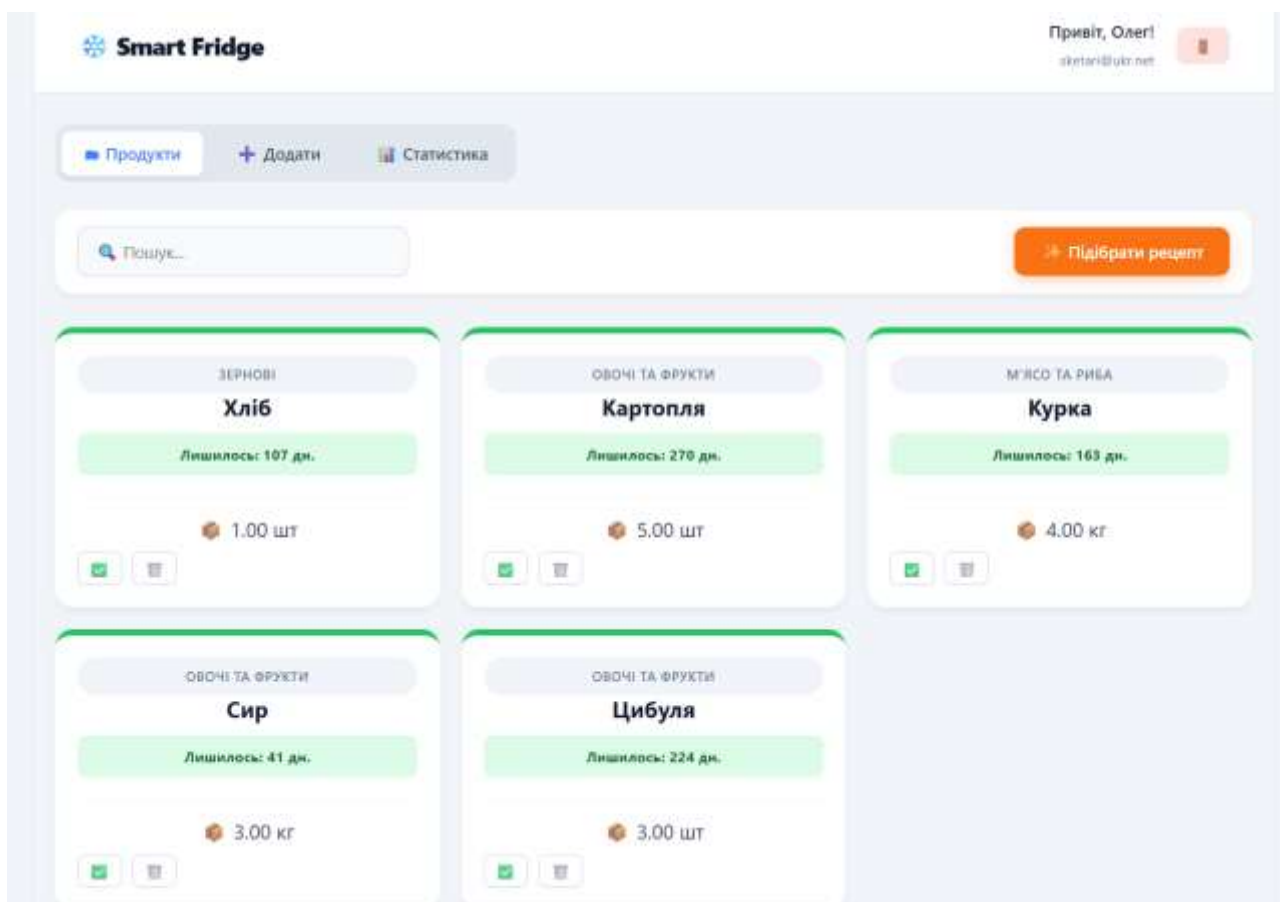 Smart Fridge
Привіт, Олег!
Продукти
Додати
Статистика
Пошук...
Підібрати рецепт
ЗЕРНОВІ
Хліб
Лишилось: 107 дн.
1.00 шт
ОВОЧІ ТА ФРУКТИ
Картопля
Лишилось: 270 дн.
5.00 шт
М'ЯСО ТА РИБА
Курка
Лишилось: 163 дн.
4.00 кг
ОВОЧІ ТА ФРУКТИ
Сир
Лишилось: 41 дн.
3.00 кг
ОВОЧІ ТА ФРУКТИ
Цибуля
Лишилось: 224 дн.
3.00 шт